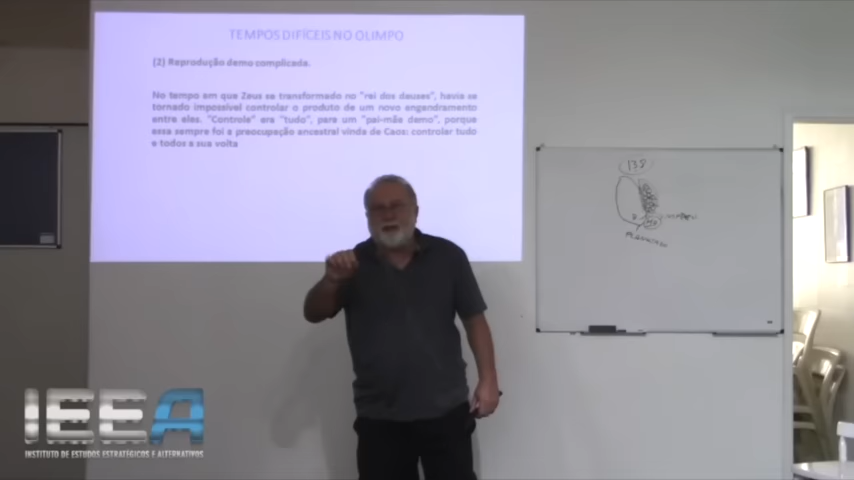 TEMPOS DIFÍCEIS NO OLIMPO
(2) Reprodução demo complicada.
No tempo em que Zeus se transformado no "rei dos deuses", havia se
tornado impossível controlar o produto de um novo engendramento
entre eles. "Controle" era "tudo", para um "pai-mãe demo", porque
essa sempre foi a preocupação ancestral vinda de Caos: controlar tudo
e todos a sua volta
138
IEEA
INSTITUTO DE ESTUDOS ESTRATÉGICOS E ALTERNATIVOS